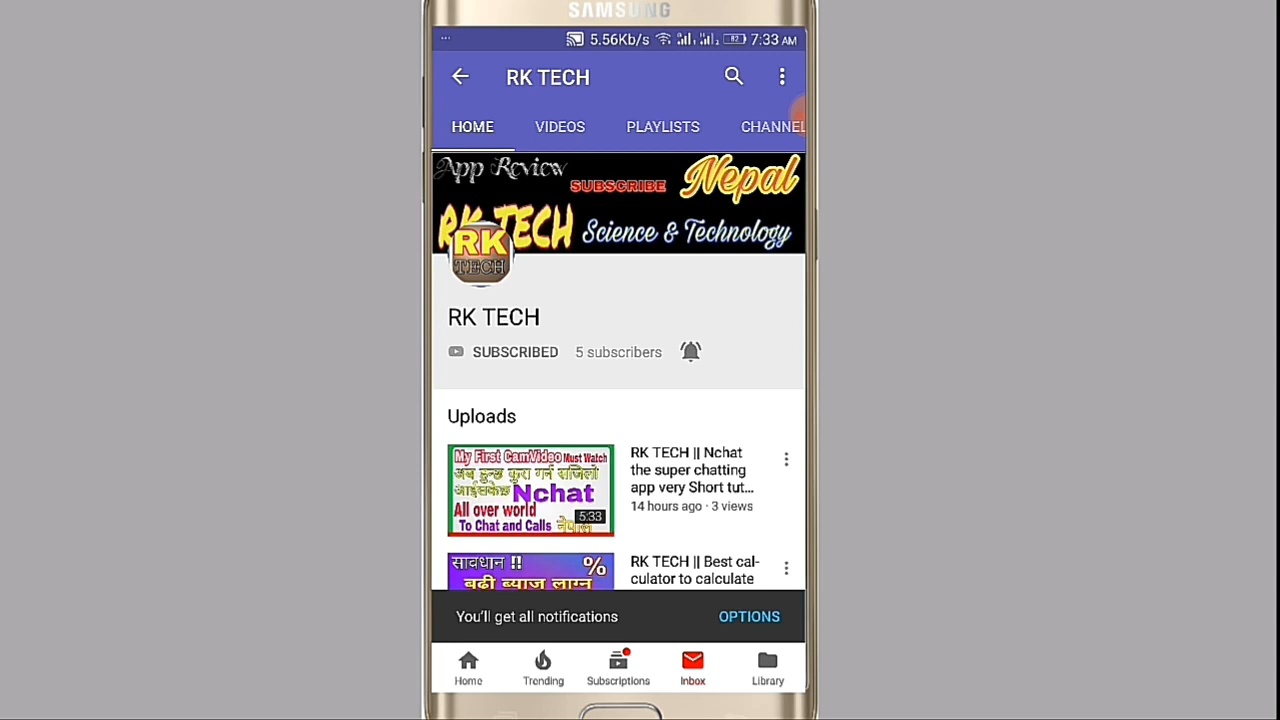 SAMSUNG
5.56Kb/s 82 7:33 AM
RK TECH
HOME VIDEOS PLAYLISTS CHANNEL
App Review SUBSCRIBE Nepal
RK TECH Science & Technology
RK
TECH
RK TECH
SUBSCRIBED 5 subscribers
Uploads
My First CamVideo Must Watch
Nchat
All over world
To Chat and Calls नेपाल
5:33
RK TECH || Nchat
the super chatting
app very Short tut...
14 hours ago · 3 views
सावधान !! %
बढी ब्याज लाग्न
RK TECH || Best cal-
culator to calculate
You'll get all notifications OPTIONS
Home Trending Subscriptions Inbox Library